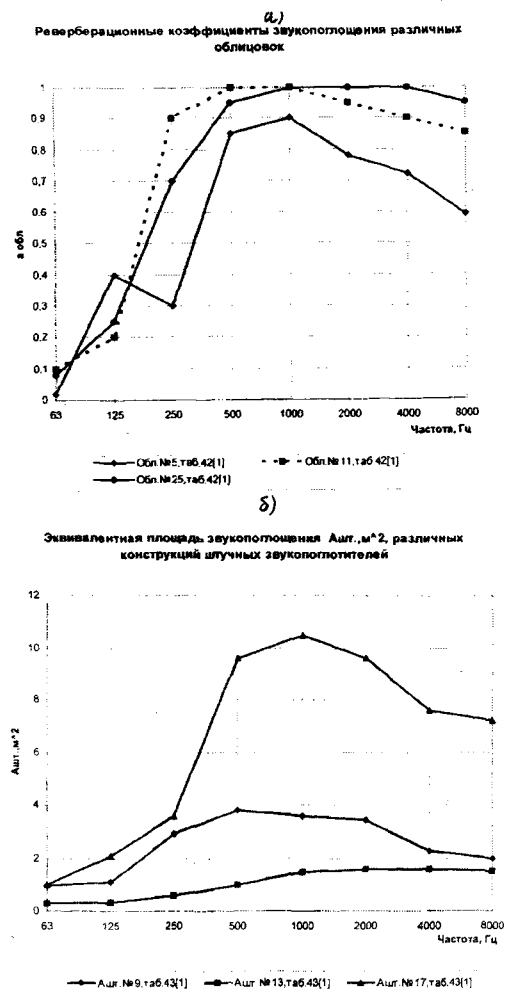 а)
Реверберационные коэффициенты звукопоглощения различных
облицовок
а обл
1
0,9
0,8
0,7
0,6
0,5
0,4
0,3
0,2
0,1
0
63 125 250 500 1000 2000 4000 8000
Частота, Гц
Обл.№5,таб.42[1] Обл.№11,таб.42[1]
Обл.№25,таб.42[1]
б)
Эквивалентная площадь звукопоглощения Ашт.,м^2, различных
конструкций штучных звукопоглотителей
Ашт.,м^2
12
10
8
6
4
2
0
63 125 250 500 1000 2000 4000 8000
Частота, Гц
Ашт.№9,таб.43[1] Ашт.№13,таб.43[1] Ашт.№17,таб.43[1]